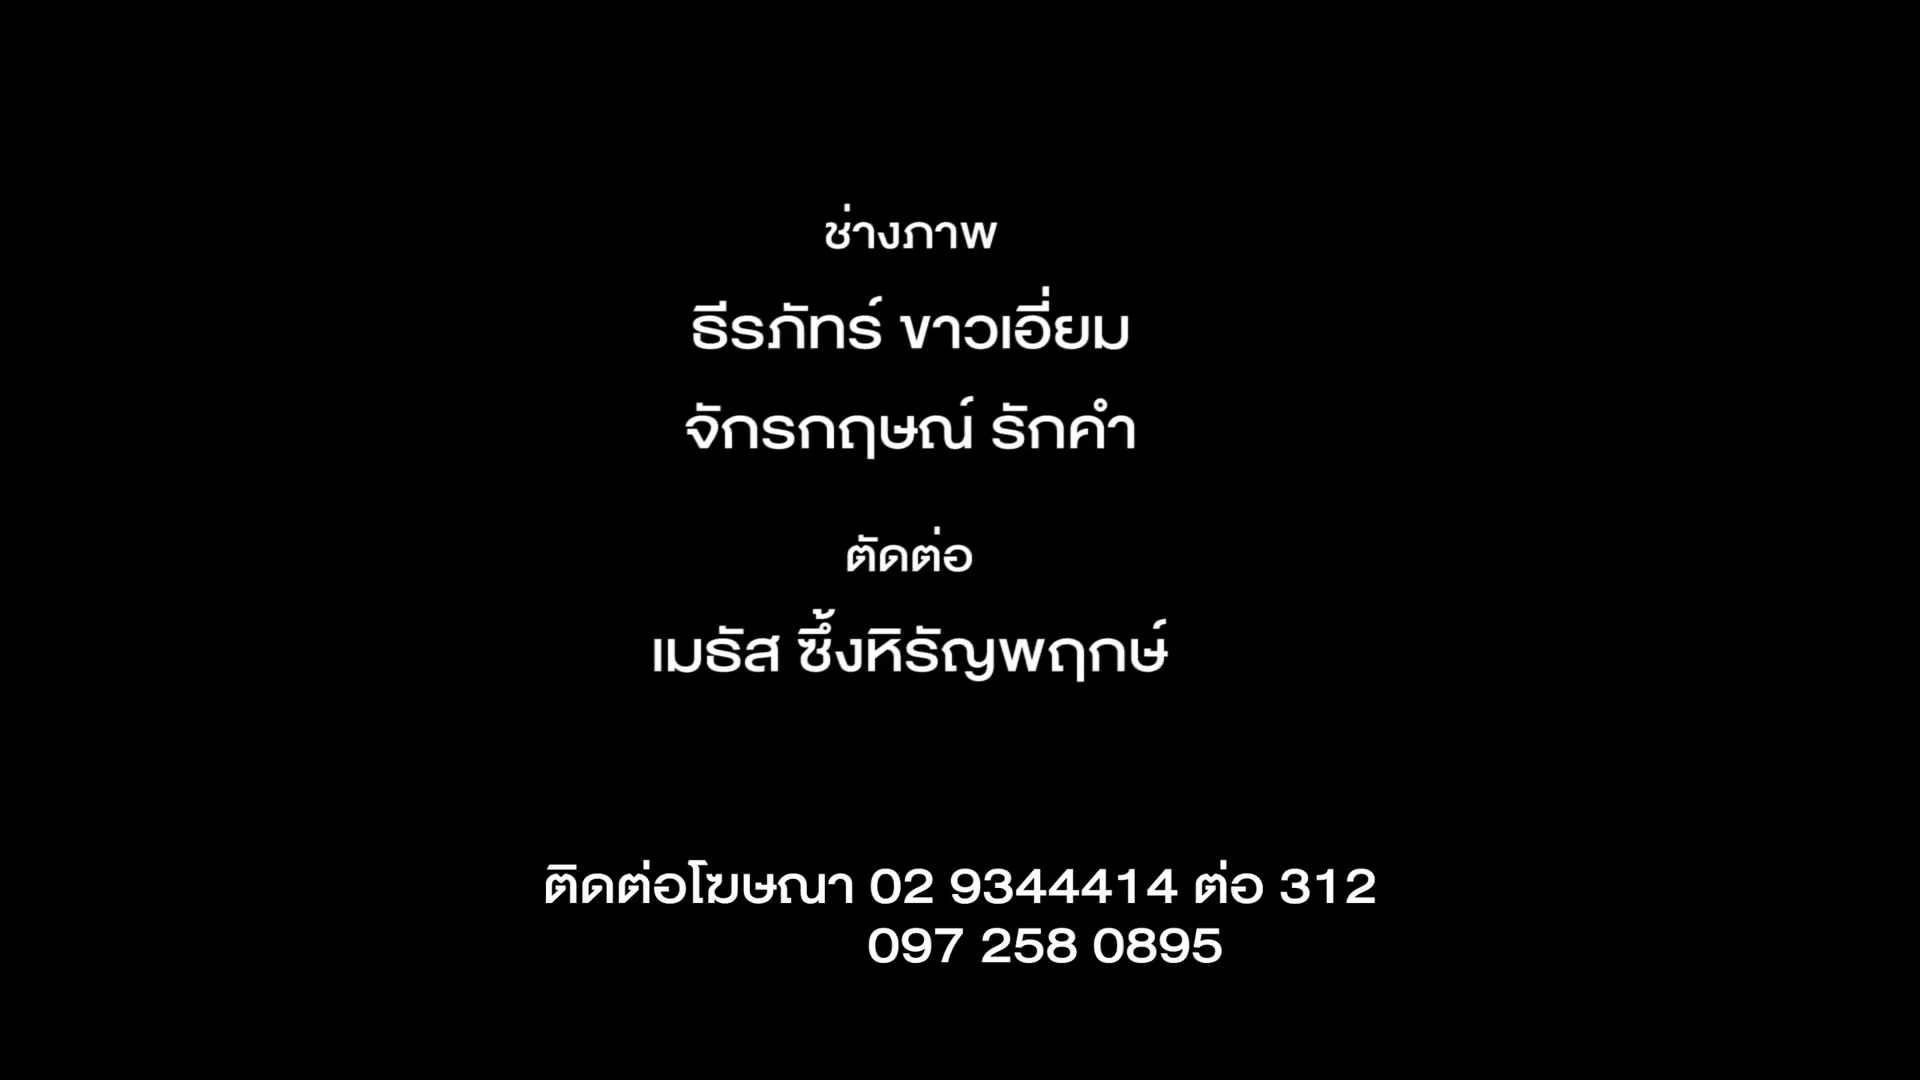 ช่างภาพ
ธีรภัทร์ ขาวเอี่ยม
จักรกฤษณ์ รักคำ
ตัดต่อ
เมธัส ซึ้งหิรัญพฤกษ์
ติดต่อโฆษณา 02 9344414 ต่อ 312
097 258 0895